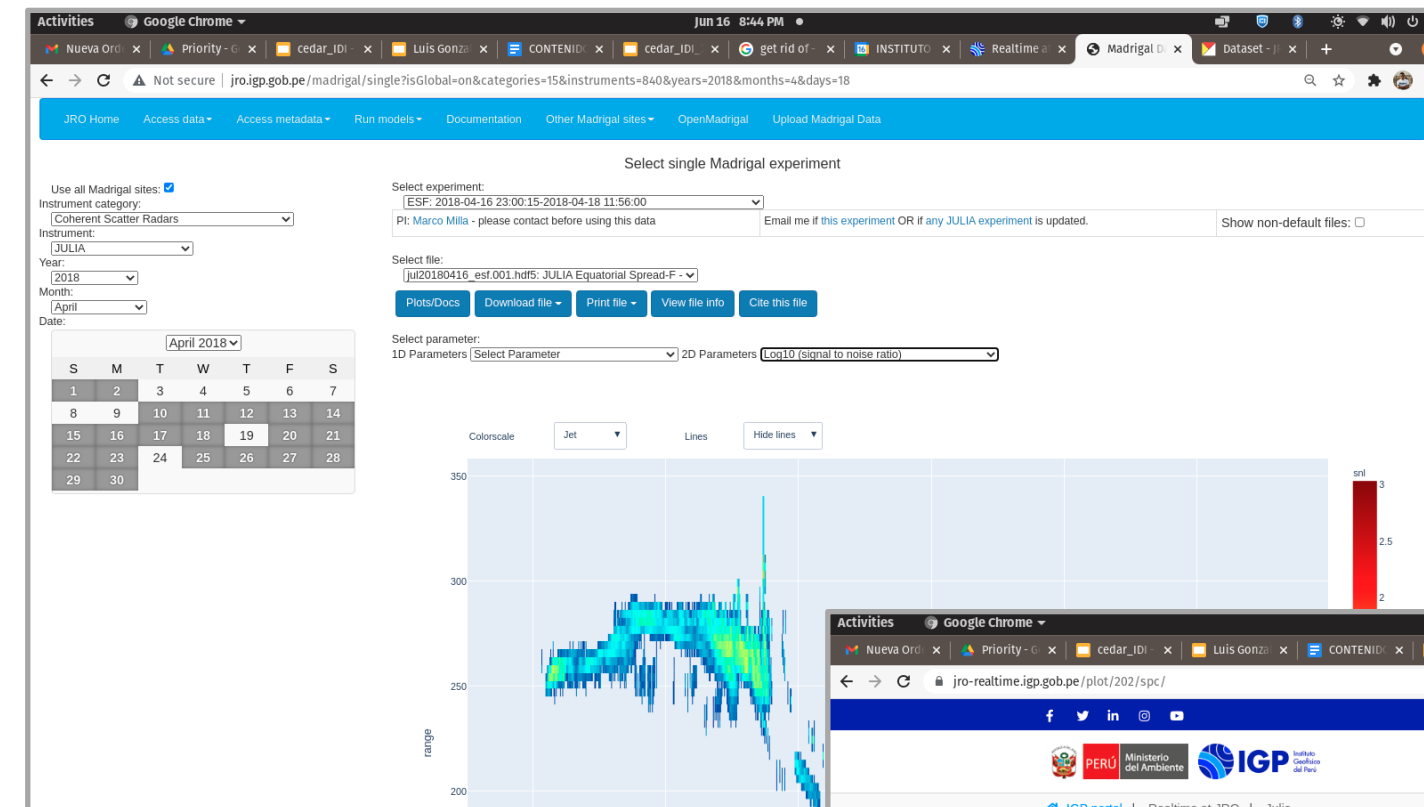 Activities Google Chrome Jun 16 8:44 PM
Nueva Ord Priority - G cedar_IDI - Luis Gonza CONTENID cedar_IDI_ get rid of - INSTITUTO Realtime a Madrigal D Dataset - J
Not secure jro.igp.gob.pe/madrigal/single?isGlobal=on&categories=15&instruments=840&years=2018&months=4&days=18
JRO Home Access data Access metadata Run models Documentation Other Madrigal sites OpenMadrigal Upload Madrigal Data
Select single Madrigal experiment
Use all Madrigal sites:
Instrument category:
Coherent Scatter Radars
Instrument:
JULIA
Year:
2018
Month:
April
Date:
April 2018
S M T W T F S
1 2 3 4 5 6 7
8 9 10 11 12 13 14
15 16 17 18 19 20 21
22 23 24 25 26 27 28
29 30
Select experiment:
ESF: 2018-04-16 23:00:15-2018-04-18 11:56:00
PI: Marco Milla - please contact before using this data Email me if this experiment OR if any JULIA experiment is updated. Show non-default files:
Select file:
jul20180416_esf.001.hdf5: JULIA Equatorial Spread-F -
Plots/Docs Download file Print file View file info Cite this file
Select parameter:
1D Parameters Select Parameter 2D Parameters Log10 (signal to noise ratio)
Colorscale Jet Lines Hide lines
350
300
250
200
range
snl
3
2.5
2
Activities Google Chrome
Nueva Ord Priority - G cedar_IDI - Luis Gonza CONTENID
jro-realtime.igp.gob.pe/plot/202/spc/
PERÚ Ministerio del Ambiente IGP Instituto Geofísico del Perú
IGP portal | Realtime at JRO | Julia